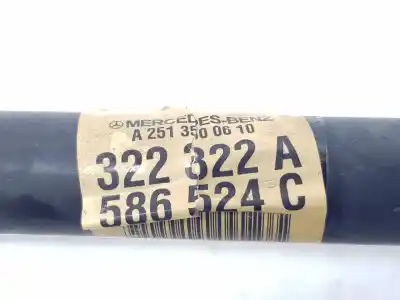 MERCEDES-BENZ
A 251 350 06 10
322 322 A
586 524 C